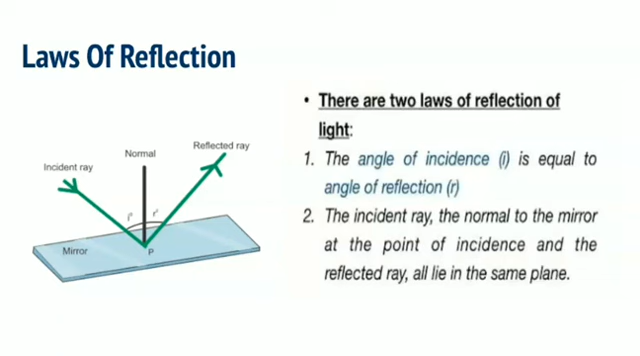 Laws Of Reflection
• There are two laws of reflection of
light:
1. The angle of incidence (i) is equal to
angle of reflection (r)
2. The incident ray, the normal to the mirror
at the point of incidence and the
reflected ray, all lie in the same plane.
Reflected ray
Normal
Incident ray
Mirror
P